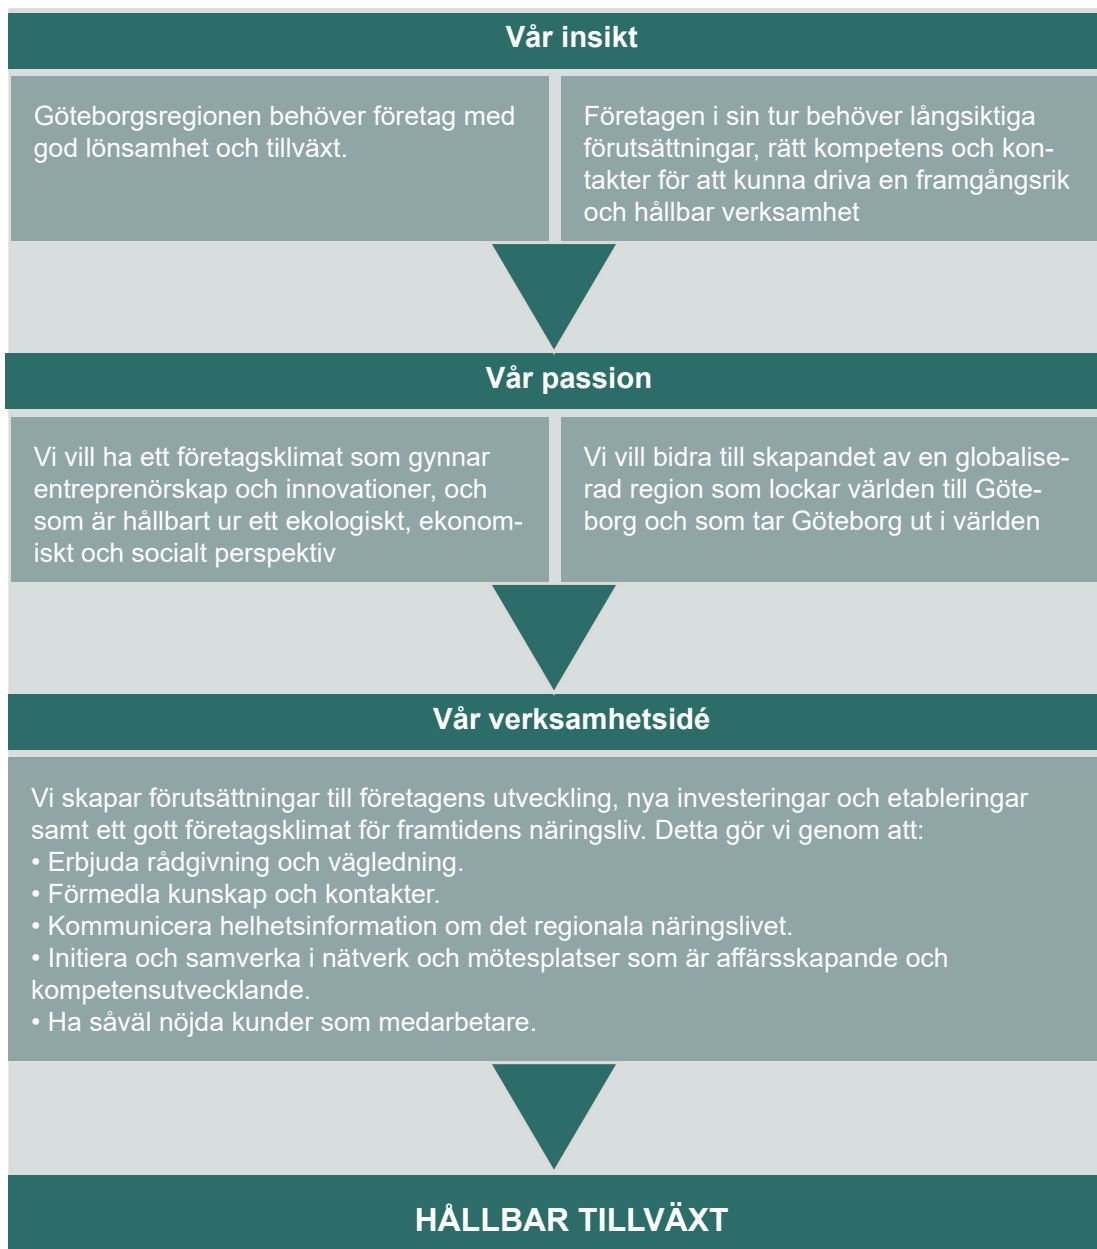 Vår insikt
Göteborgsregionen behöver företag med
god lönsamhet och tillväxt.
Företagen i sin tur behöver långsiktiga
förutsättningar, rätt kompetens och kon-
takter för att kunna driva en framgångsrik
och hållbar verksamhet
Vår passion
Vi vill ha ett företagsklimat som gynnar
entreprenörskap och innovationer, och
som är hållbart ur ett ekologiskt, ekonom-
iskt och socialt perspektiv
Vi vill bidra till skapandet av en globalise-
rad region som lockar världen till Göte-
borg och som tar Göteborg ut i världen
Vår verksamhetsidé
Vi skapar förutsättningar till företagens utveckling, nya investeringar och etableringar
samt ett gott företagsklimat för framtidens näringsliv. Detta gör vi genom att:
• Erbjuda rådgivning och vägledning.
• Förmedla kunskap och kontakter.
• Kommunicera helhetsinformation om det regionala näringslivet.
• Initiera och samverka i nätverk och mötesplatser som är affärsskapande och
kompetensutvecklande.
• Ha såväl nöjda kunder som medarbetare.
HÅLLBAR TILLVÄXT